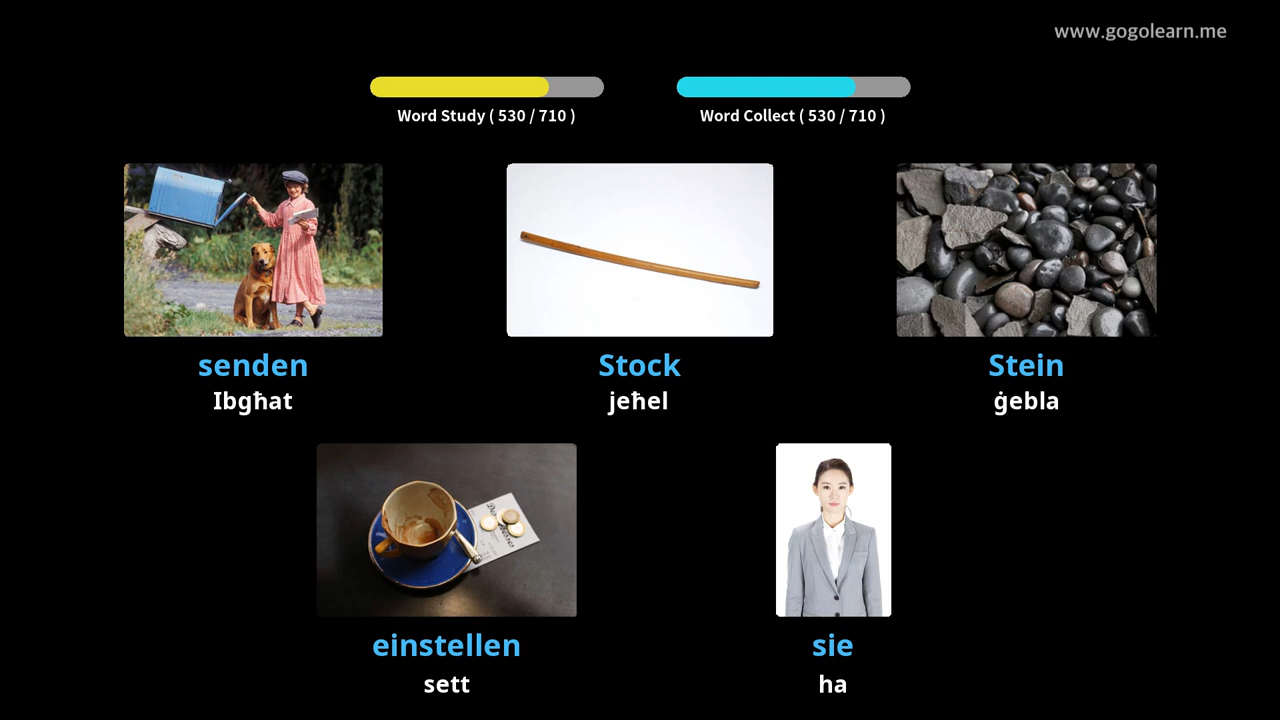 www.gogolearn.me
Word Study ( 530 / 710 )
Word Collect ( 530 / 710 )
senden
Ibgħat
Stock
jeħel
Stein
ġebla
einstellen
sett
sie
ha